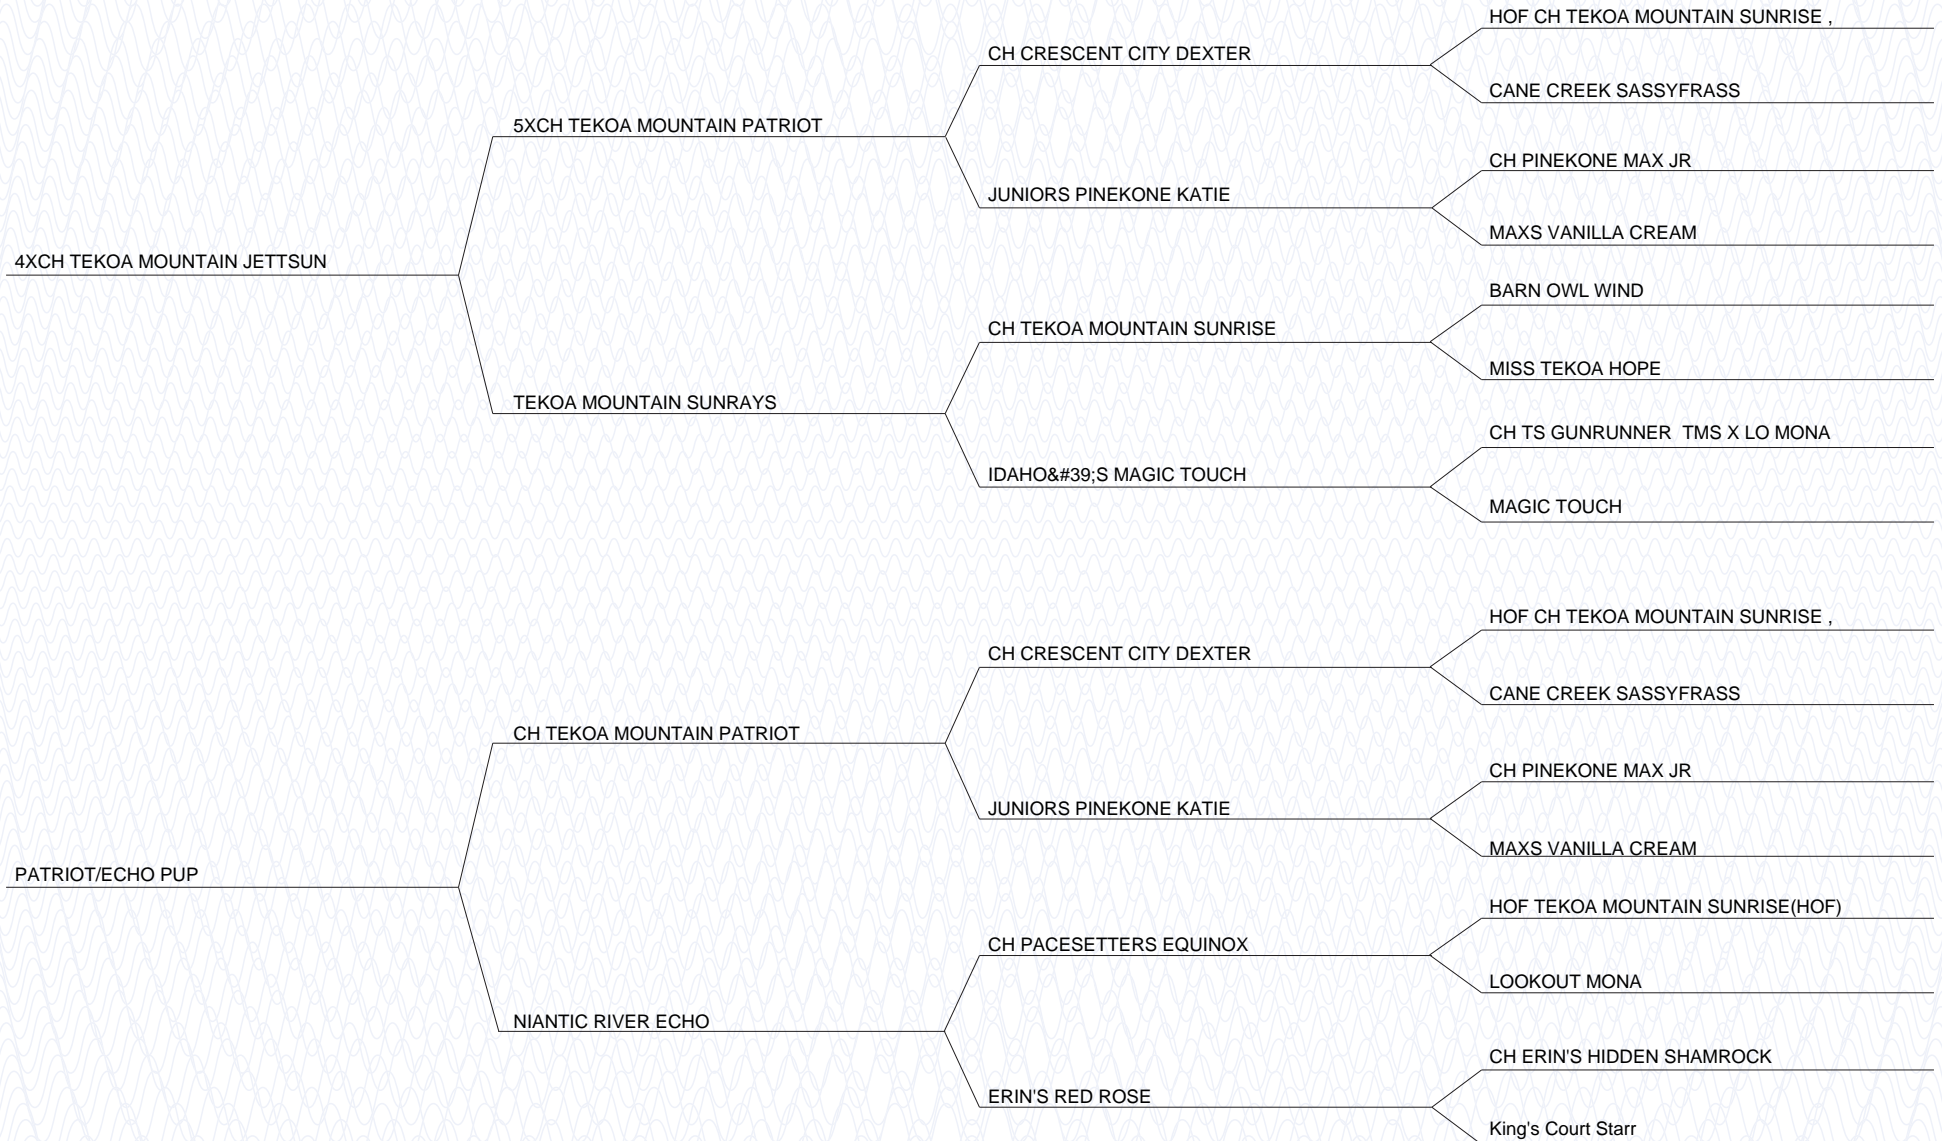 HOF CH TEKOA MOUNTAIN SUNRISE ,
CH CRESCENT CITY DEXTER
CANE CREEK SASSYFRASS
5XCH TEKOA MOUNTAIN PATRIOT
CH PINEKONE MAX JR
JUNIORS PINEKONE KATIE
MAXS VANILLA CREAM
4XCH TEKOA MOUNTAIN JETTSUN
BARN OWL WIND
CH TEKOA MOUNTAIN SUNRISE
MISS TEKOA HOPE
TEKOA MOUNTAIN SUNRAYS
CH TS GUNRUNNER  TMS X LO MONA
IDAHO&#39;S MAGIC TOUCH
MAGIC TOUCH
HOF CH TEKOA MOUNTAIN SUNRISE ,
CH CRESCENT CITY DEXTER
CANE CREEK SASSYFRASS
CH TEKOA MOUNTAIN PATRIOT
CH PINEKONE MAX JR
JUNIORS PINEKONE KATIE
MAXS VANILLA CREAM
PATRIOT/ECHO PUP
HOF TEKOA MOUNTAIN SUNRISE(HOF)
CH PACESETTERS EQUINOX
LOOKOUT MONA
NIANTIC RIVER ECHO
CH ERIN'S HIDDEN SHAMROCK
ERIN'S RED ROSE
King's Court Starr